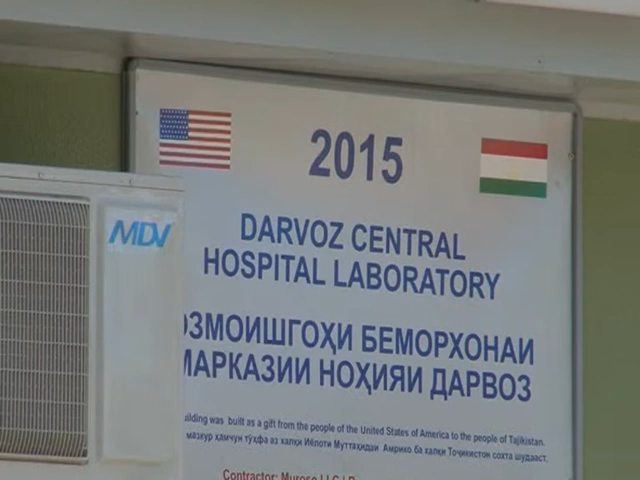 2015
MDV
DARVOZ CENTRAL
HOSPITAL LABORATORY
ОЗМОИШГОҲИ БЕМОРХОНАИ
МАРКАЗИИ НОҲИЯИ ДАРВОЗ
uilding was built as a gift from the people of the United States of America to the people of Tajikistan.
мазкур ҳамчун тӯҳфа аз халқи Иёлоти Муттаҳидаи Амрико ба халқи Тоҷикистон сохта шудааст.
Contractor: